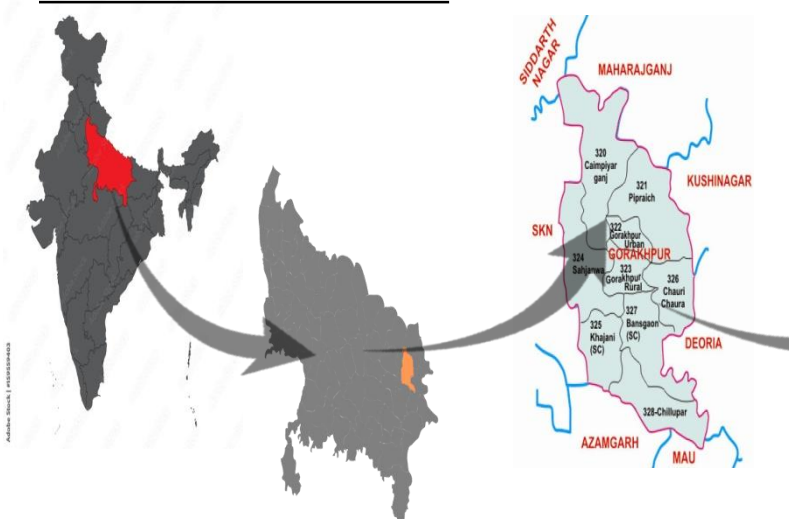 SIDDARTH
NAGAR
MAHARAJGANJ
320
Caimpiyar
ganj
321
Pipraich
KUSHINAGAR
SKN
322
Gorakhpur
Urban
GORAKHPUR
324
Sahjanwa
323
Gorakhpur
Rural
326
Chauri
Chaura
325
Khajani
(SC)
327
Bansgaon
(SC)
DEORIA
328-Chillupar
AZAMGARH
MAU
Adobe Stock | #159559403